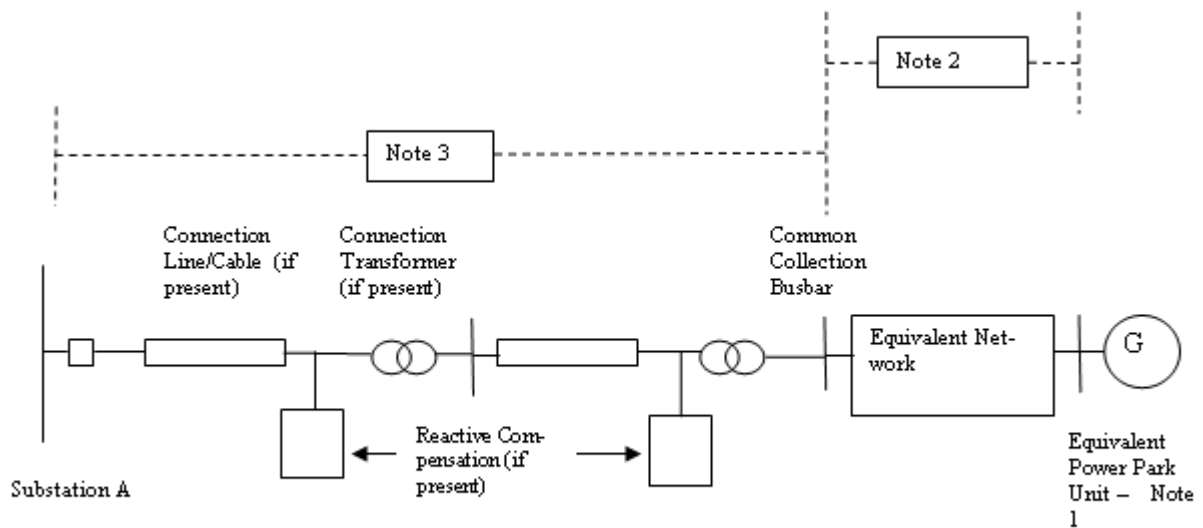 Note 2
Note 3
Connection
Line/Cable (if
present)
Connection
Transformer
(if present)
Common
Collection
Busbar
Equivalent Net-
work
G
Reactive Com-
pensation (if
present)
Substation A
Equivalent
Power Park
Unit – Note
1